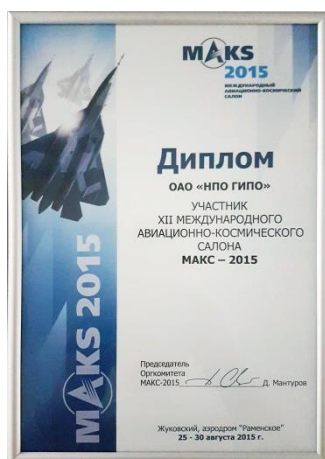 MAKS
2015
МЕЖДУНАРОДНЫЙ
АВИАЦИОННО-КОСМИЧЕСКИЙ
САЛОН
Диплом
ОАО «НПО ГИПО»
УЧАСТНИК
XII МЕЖДУНАРОДНОГО
АВИАЦИОННО-КОСМИЧЕСКОГО
САЛОНА
МАКС – 2015
MAKS 2015
Председатель
Оргкомитета
МАКС-2015 Д. Мантуров
Жуковский, аэродром "Раменское"
25 - 30 августа 2015 г.